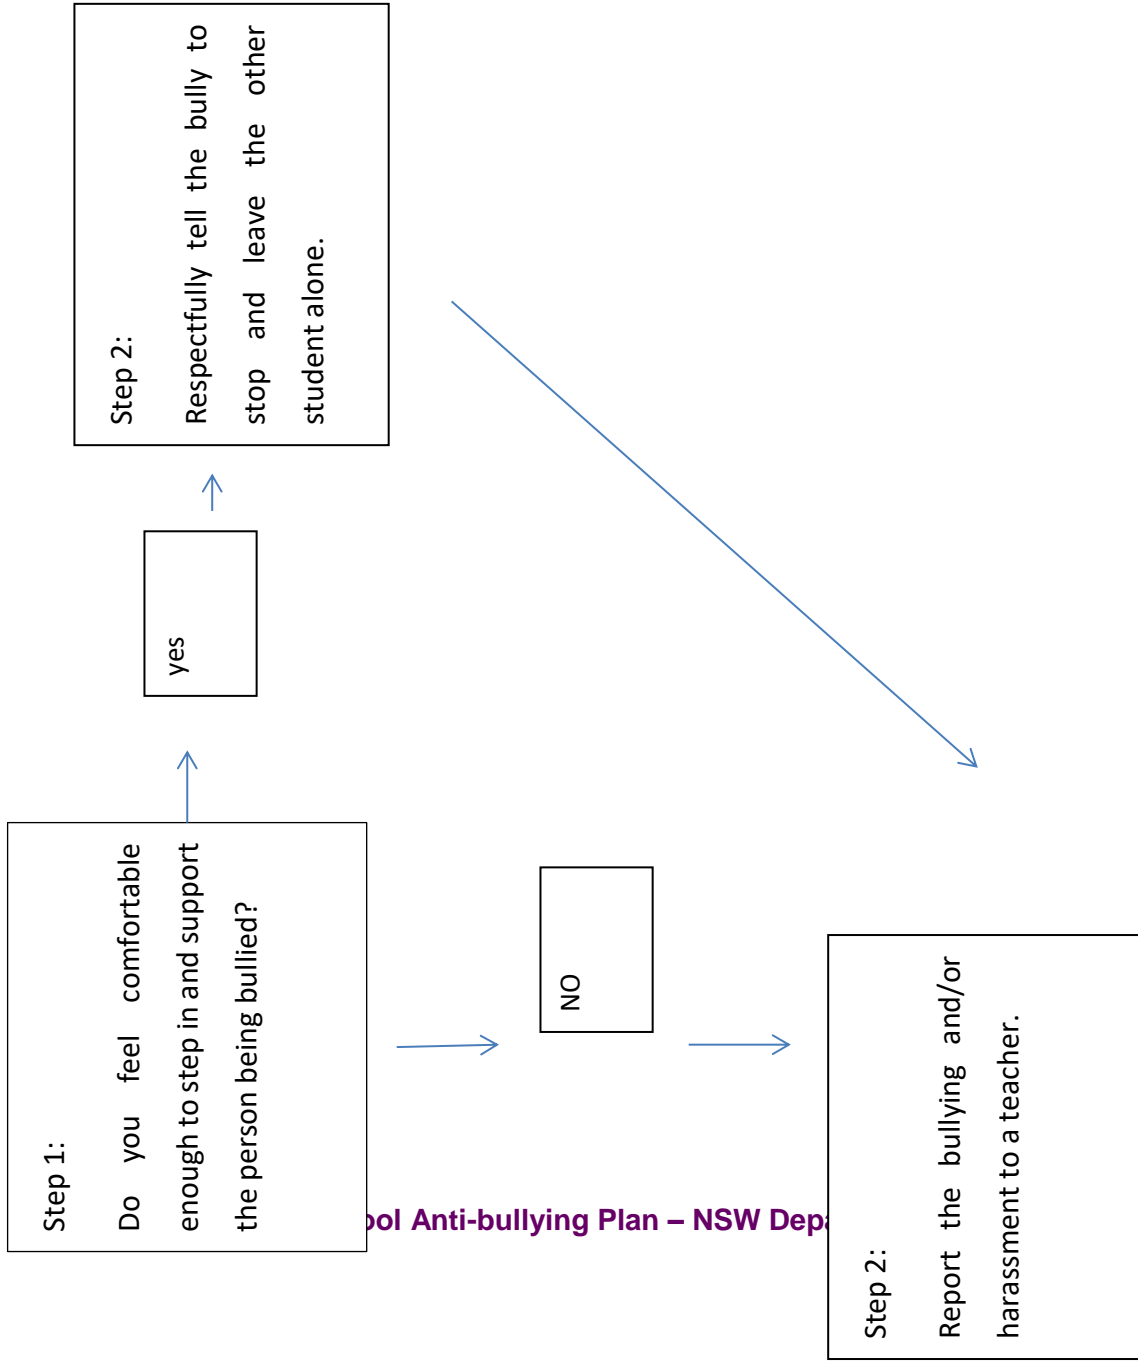 Step 1:
Do you feel comfortable
enough to step in and support
the person being bullied?
yes
Step 2:
Respectfully tell the bully to
stop and leave the other
student alone.
NO
Step 2:
Report the bullying and/or
harassment to a teacher.
Anti-bullying Plan – NSW